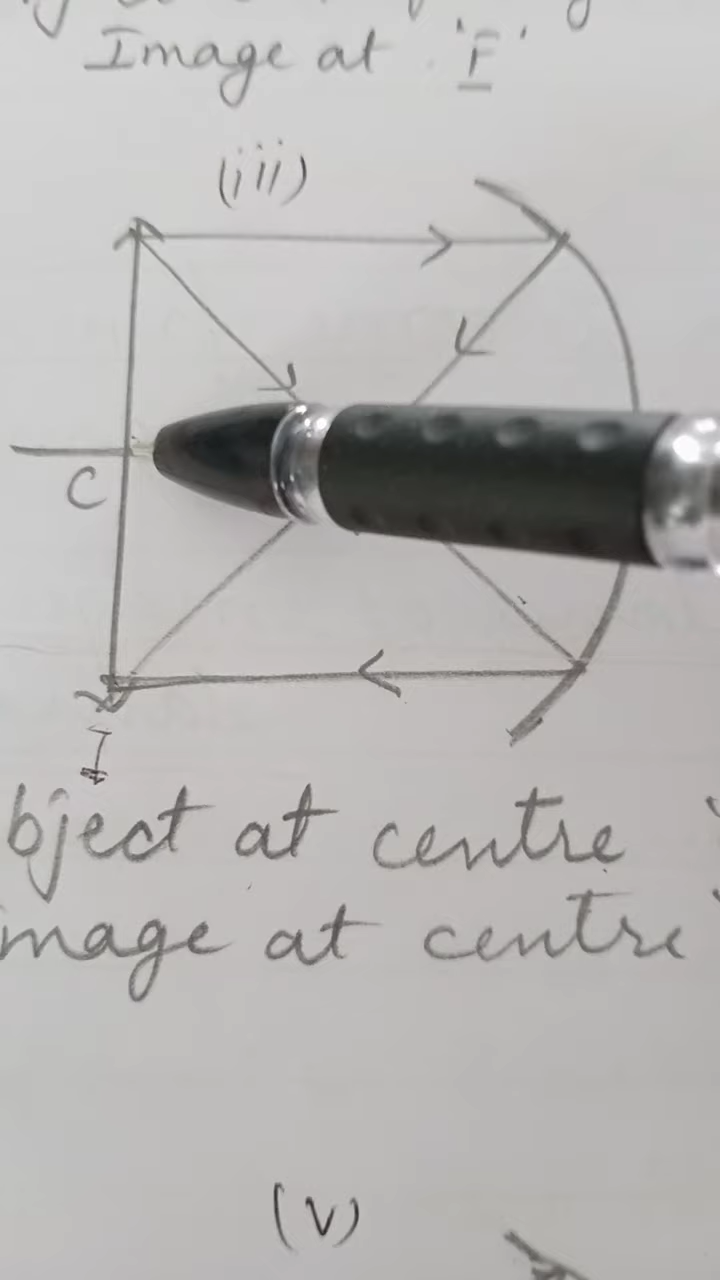 Image at 'F'
(iii)
C
I
bject at centre
mage at centre
(v)